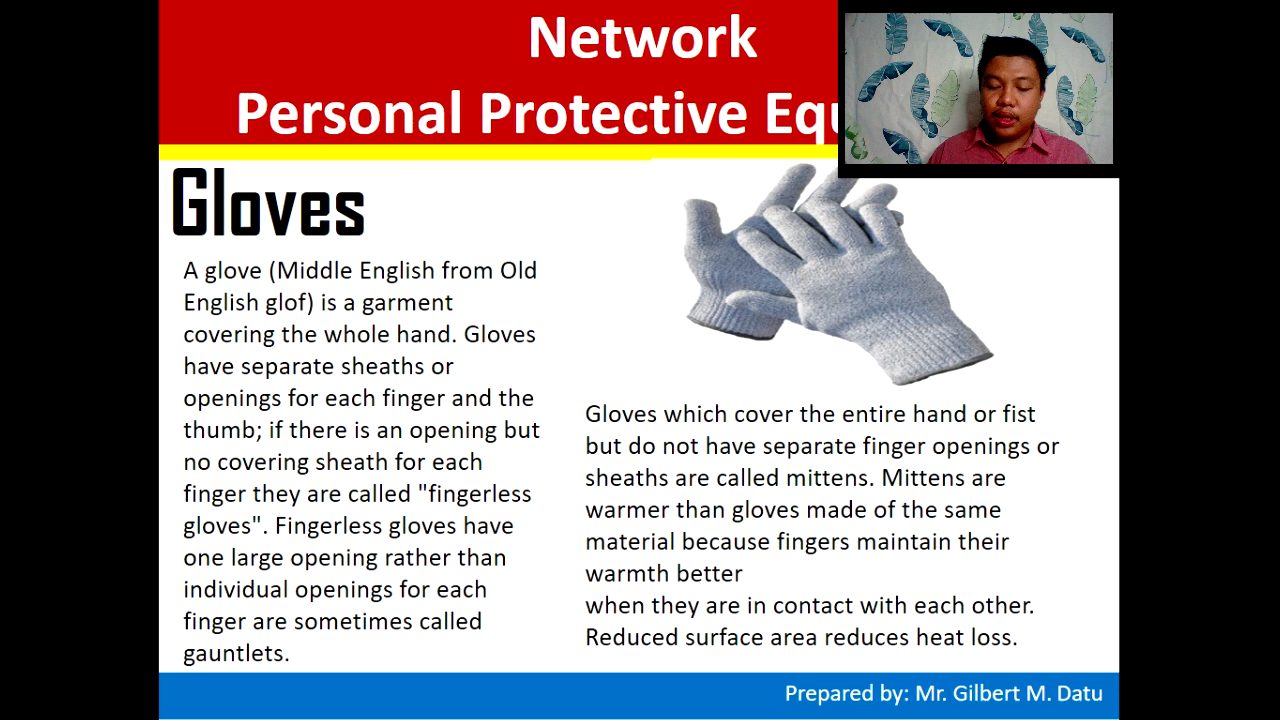 Network
Personal Protective Equ
Gloves
A glove (Middle English from Old
English glof) is a garment
covering the whole hand. Gloves
have separate sheaths or
openings for each finger and the
thumb; if there is an opening but
no covering sheath for each
finger they are called "fingerless
gloves". Fingerless gloves have
one large opening rather than
individual openings for each
finger are sometimes called
gauntlets.
Gloves which cover the entire hand or fist
but do not have separate finger openings or
sheaths are called mittens. Mittens are
warmer than gloves made of the same
material because fingers maintain their
warmth better
when they are in contact with each other.
Reduced surface area reduces heat loss.
Prepared by: Mr. Gilbert M. Datu